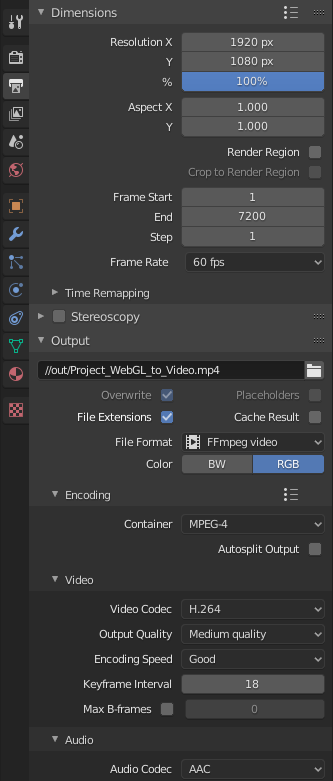 Dimensions
Resolution X 1920 px
Y 1080 px
% 100%
Aspect X 1.000
Y 1.000
Render Region
Crop to Render Region
Frame Start 1
End 7200
Step 1
Frame Rate 60 fps
Time Remapping
Stereoscopy
Output
//out/Project_WebGL_to_Video.mp4
Overwrite Placeholders
File Extensions Cache Result
File Format FFmpeg video
Color BW RGB
Encoding
Container MPEG-4
Autosplit Output
Video
Video Codec H.264
Output Quality Medium quality
Encoding Speed Good
Keyframe Interval 18
Max B-frames 0
Audio
Audio Codec AAC